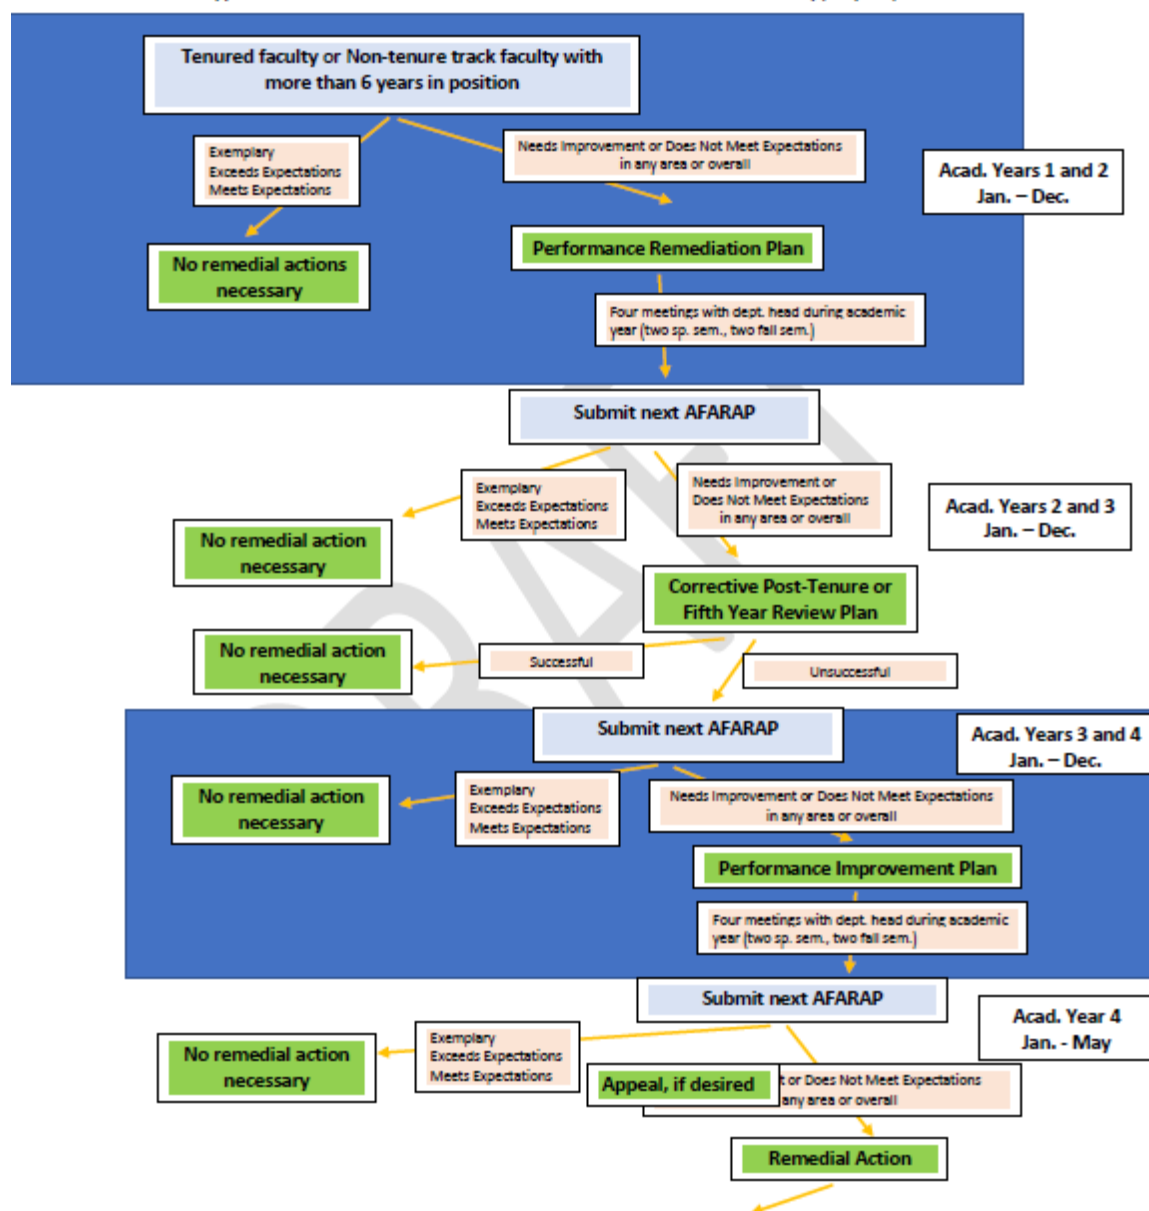 Tenured faculty or Non-tenure track faculty with
more than 6 years in position
Exemplary
Exceeds Expectations
Meets Expectations
Needs Improvement or Does Not Meet Expectations
in any area or overall
Acad. Years 1 and 2
Jan. – Dec.
No remedial actions
necessary
Performance Remediation Plan
Four meetings with dept. head during academic
year (two sp. sem., two fall sem.)
Submit next AFARAP
Exemplary
Exceeds Expectations
Meets Expectations
Needs Improvement or
Does Not Meet Expectations
in any area or overall
Acad. Years 2 and 3
Jan. – Dec.
No remedial action
necessary
Corrective Post-Tenure or
Fifth Year Review Plan
No remedial action
necessary
Successful
Unsuccessful
Submit next AFARAP
Acad. Years 3 and 4
Jan. – Dec.
No remedial action
necessary
Exemplary
Exceeds Expectations
Meets Expectations
Needs Improvement or Does Not Meet Expectations
in any area or overall
Performance Improvement Plan
Four meetings with dept. head during academic
year (two sp. sem., two fall sem.)
Submit next AFARAP
Acad. Year 4
Jan. - May
No remedial action
necessary
Exemplary
Exceeds Expectations
Meets Expectations
Appeal, if desired
or Does Not Meet Expectations
any area or overall
Remedial Action
DRAFT